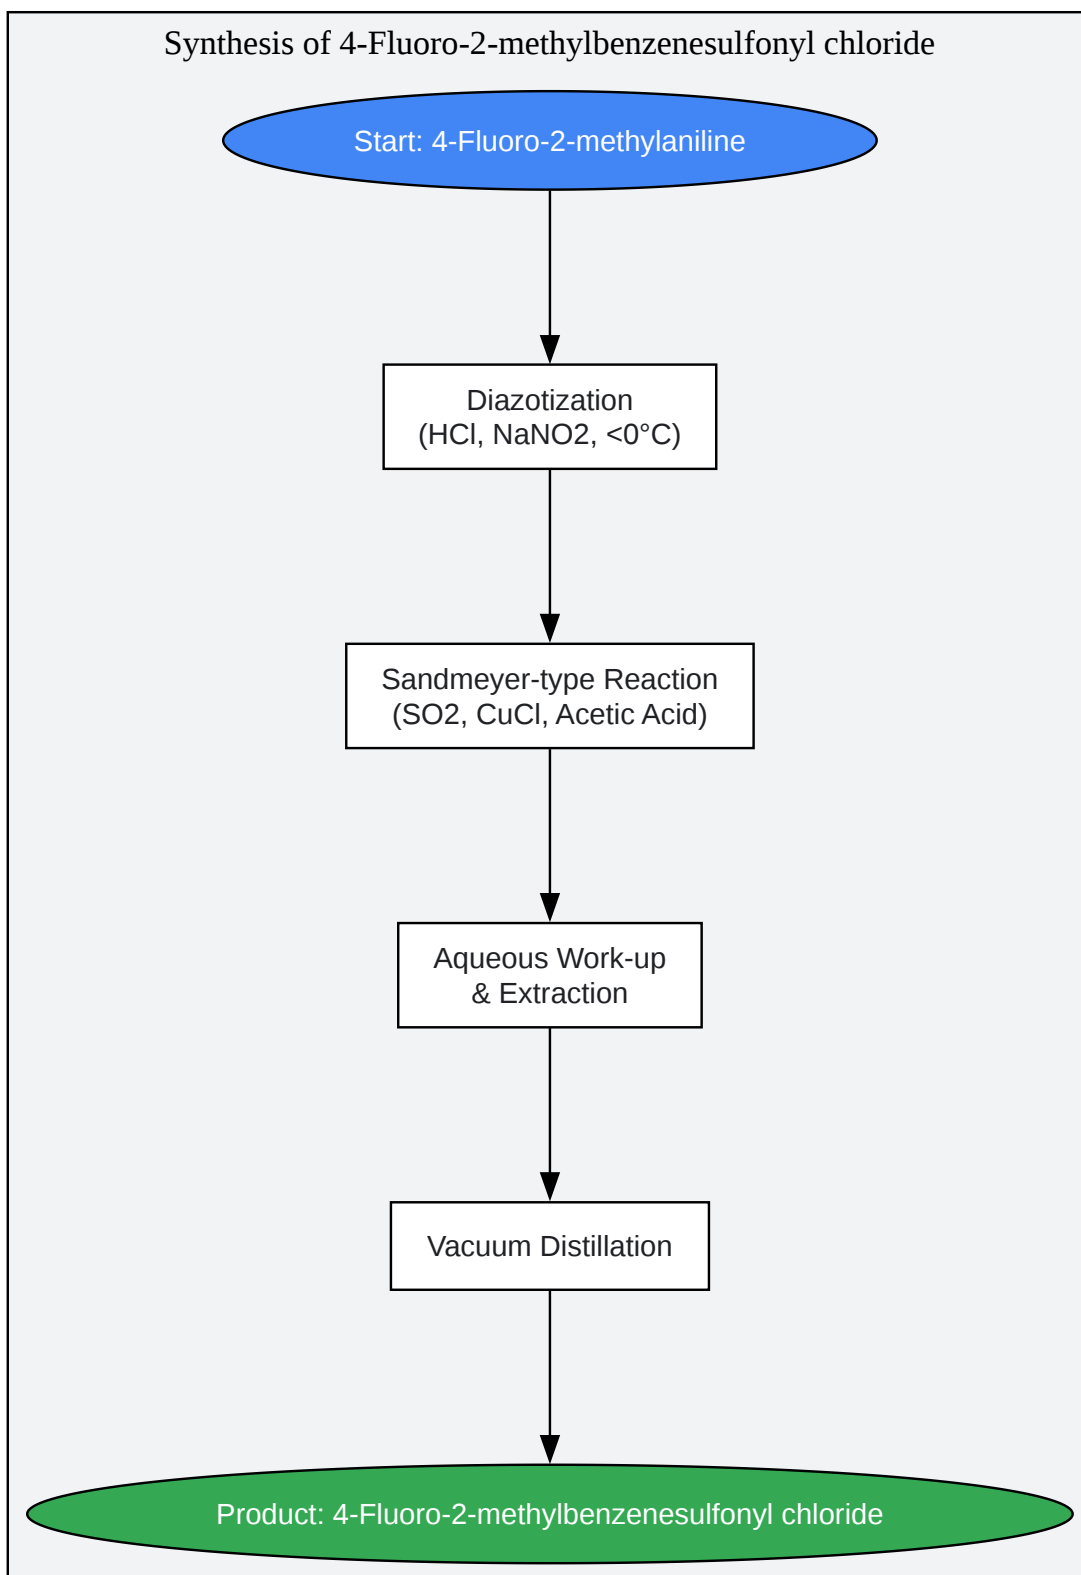 Synthesis of 4-Fluoro-2-methylbenzenesulfonyl chloride
Start: 4-Fluoro-2-methylaniline
Diazotization
(HCl, NaNO2, <0°C)
Sandmeyer-type Reaction
(SO2, CuCl, Acetic Acid)
Aqueous Work-up
& Extraction
Vacuum Distillation
Product: 4-Fluoro-2-methylbenzenesulfonyl chloride